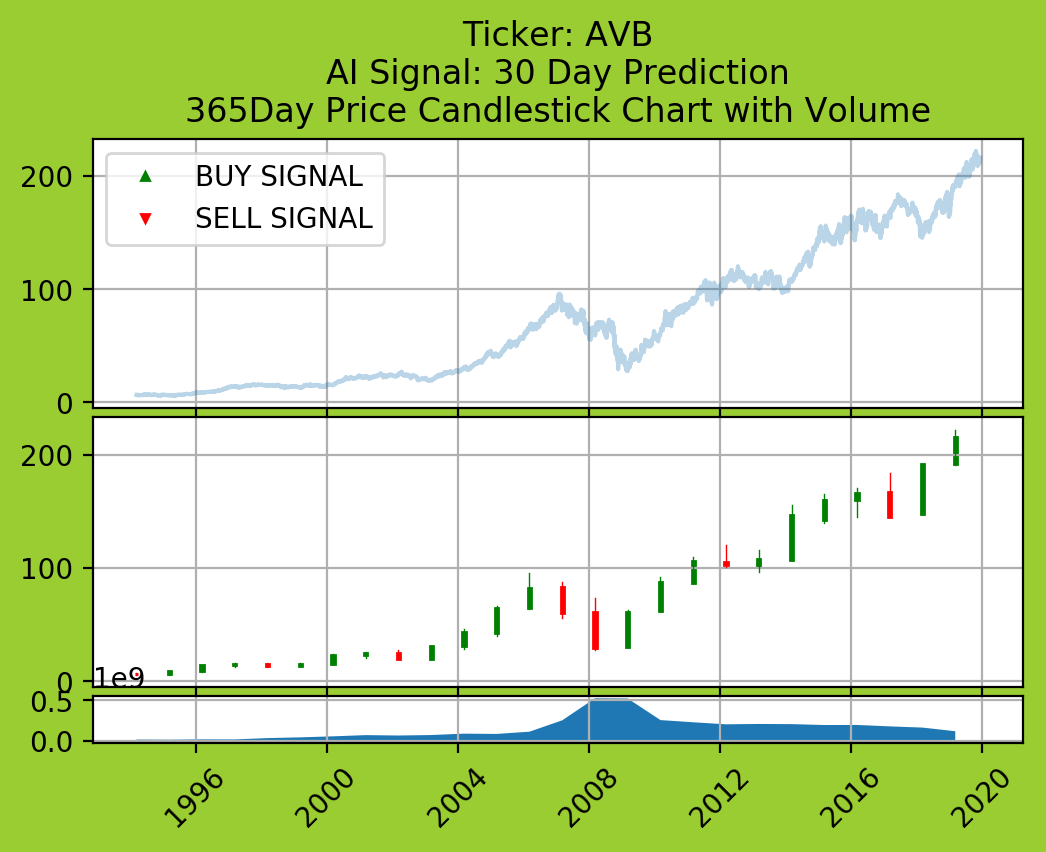 Ticker: AVB
AI Signal: 30 Day Prediction
365Day Price Candlestick Chart with Volume
BUY SIGNAL
SELL SIGNAL
200
100
0
200
100
0
1e9
0.5
0.0
1996 2000 2004 2008 2012 2016 2020